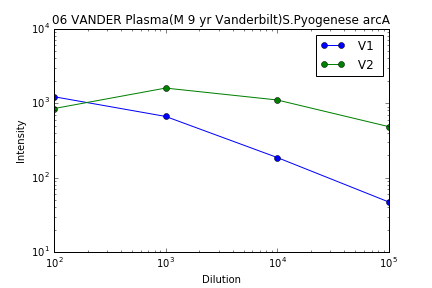 06 VANDER Plasma(M 9 yr Vanderbilt)S.Pyogenese arcA
10^4
10^3
10^2
10^1
Intensity
V1
V2
10^2 10^3 10^4 10^5
Dilution